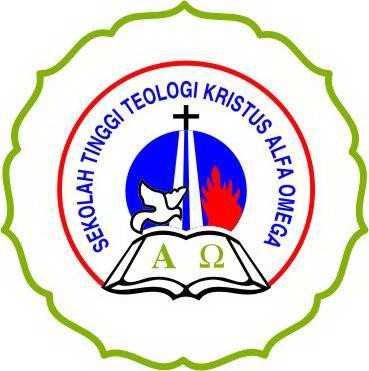 SEKOLAH TINGGI TEOLOGI KRISTUS ALFA OMEGA
Α Ω